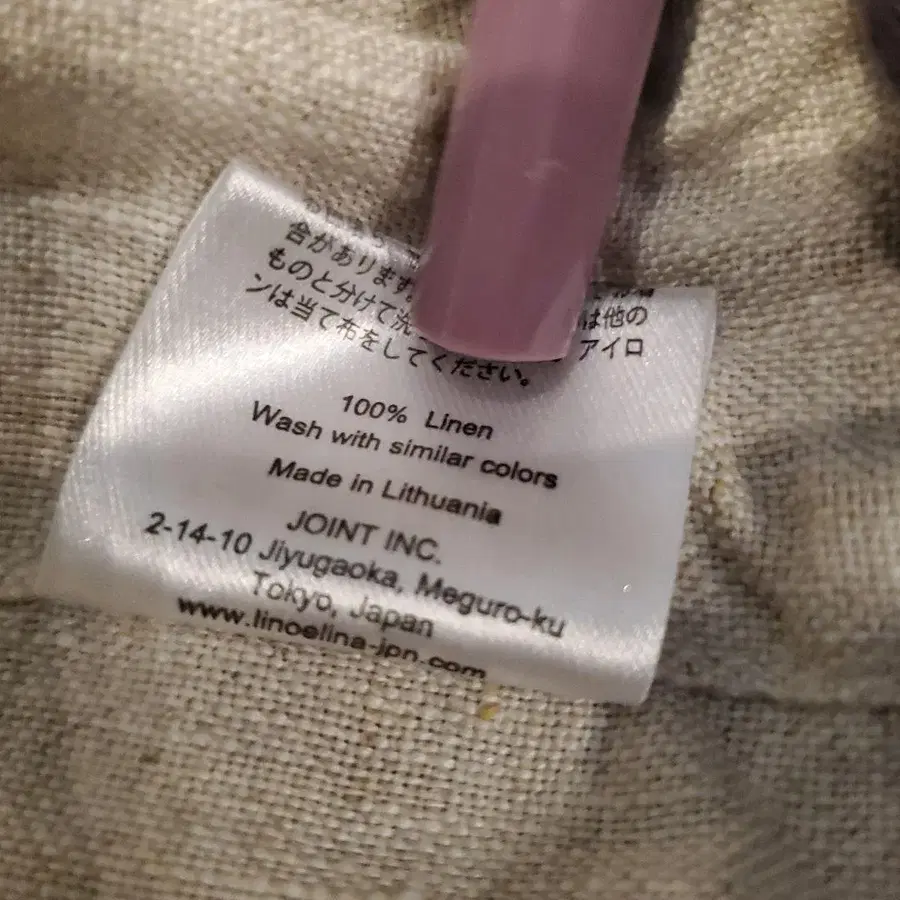 合があります
ものと分けて洗 は他の
アイロ
ンは当て布をしてください。
100% Linen
Wash with similar colors
Made in Lithuania
JOINT INC.
2-14-10 Jiyugaoka, Meguro-ku
Tokyo, Japan
www.linoelina-jpn.com